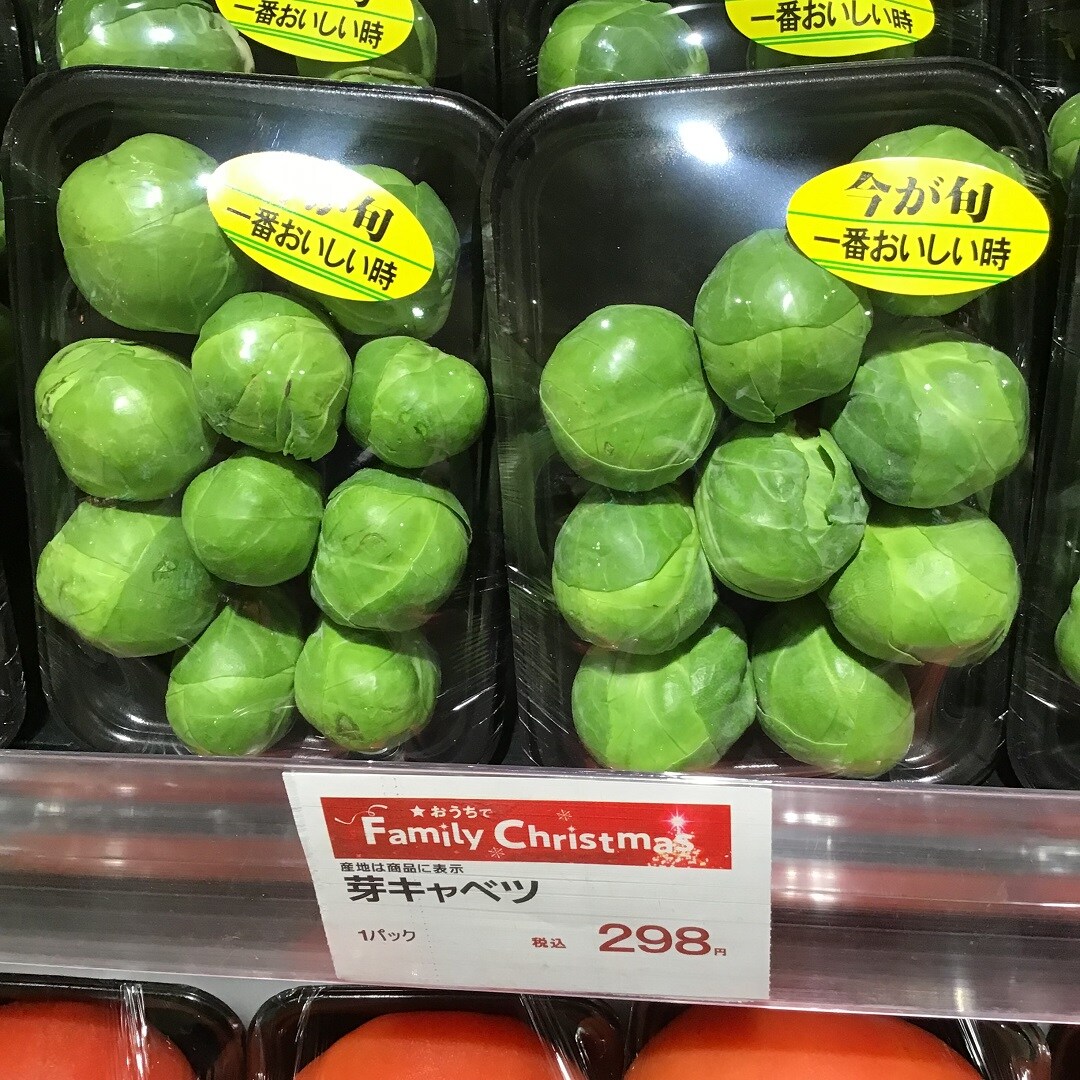 一番おいしい時
一番おいしい時
が旬
一番おいしい時
今が旬
一番おいしい時
★おうちで
Family Christmas
産地は商品に表示
芽キャベツ
1パック
税込 298円